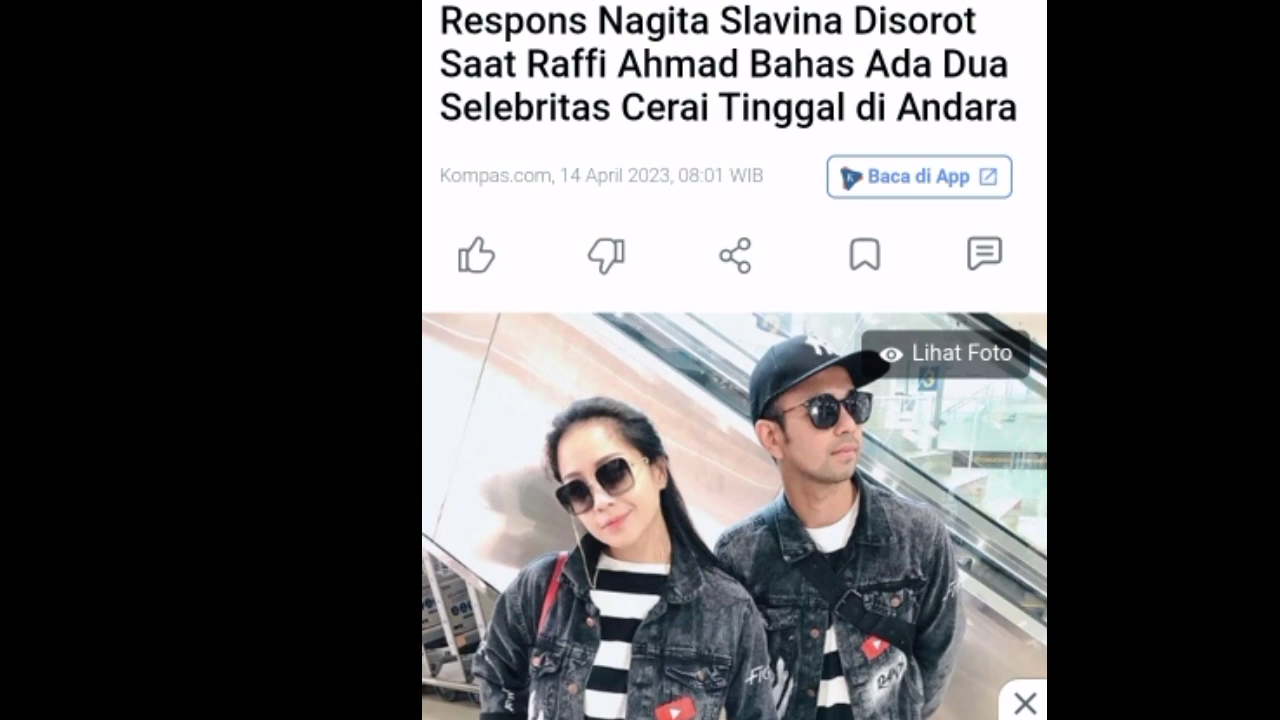 Respons Nagita Slavina Disorot
Saat Raffi Ahmad Bahas Ada Dua
Selebritas Cerai Tinggal di Andara
Kompas.com, 14 April 2023, 08:01 WIB
Baca di App
Lihat Foto